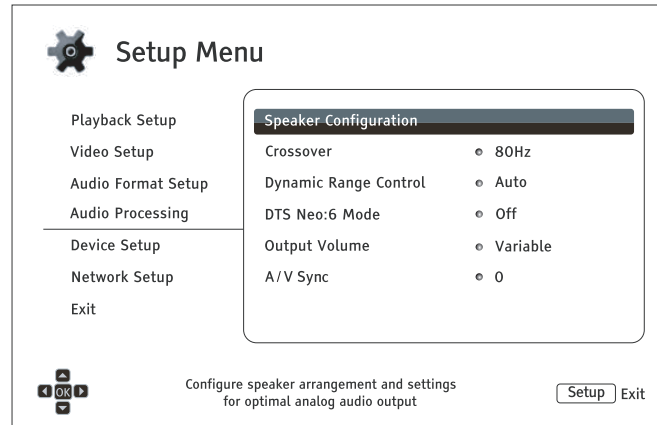 Setup Menu
Playback Setup
Video Setup
Audio Format Setup
Audio Processing
Device Setup
Network Setup
Exit
Speaker Configuration
Crossover 80Hz
Dynamic Range Control Auto
DTS Neo:6 Mode Off
Output Volume Variable
A/V Sync 0
OK
Configure speaker arrangement and settings
for optimal analog audio output
Setup Exit